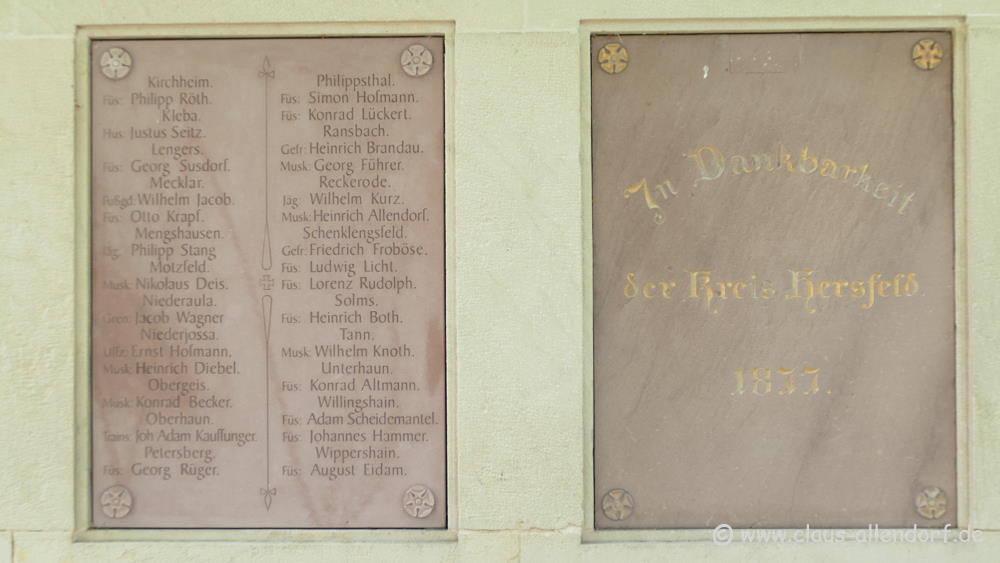 Kirchheim.
Füs: Philipp Röth.
Kleba.
Hus: Justus Seitz.
Lengers.
Füs: Georg Susdorf.
Mecklar.
Fußgd: Wilhelm Jacob.
Füs: Otto Krapf.
Mengshausen.
Jäg. Philipp Stang
Motzfeld.
Musk: Nikolaus Deis.
Niederaula.
Gren: Jacob Wagner
Niederjossa.
Uffz: Ernst Hofmann.
Musk: Heinrich Diebel.
Obergeis.
Musk: Konrad Becker.
Oberhaun.
Trains: Joh Adam Kauffunger.
Petersberg.
Füs: Georg Rüger.
Philippsthal.
Füs: Simon Hofmann.
Füs: Konrad Lückert.
Ransbach.
Gefr: Heinrich Brandau.
Musk: Georg Führer.
Reckerode.
Jäg: Wilhelm Kurz.
Musk: Heinrich Allendorf.
Schenklengsfeld.
Gefr: Friedrich Froböse.
Füs: Ludwig Licht.
Füs: Lorenz Rudolph.
Solms.
Füs: Heinrich Both.
Tann.
Musk: Wilhelm Knoth.
Unterhaun.
Füs: Konrad Altmann.
Willingshain.
Füs: Adam Scheidemantel.
Füs: Johannes Hammer.
Wippershain.
Füs: August Eidam.
In Dankbarkeit
der Kreis Hersfeld.
1877.
© www.claus-allendorf.de